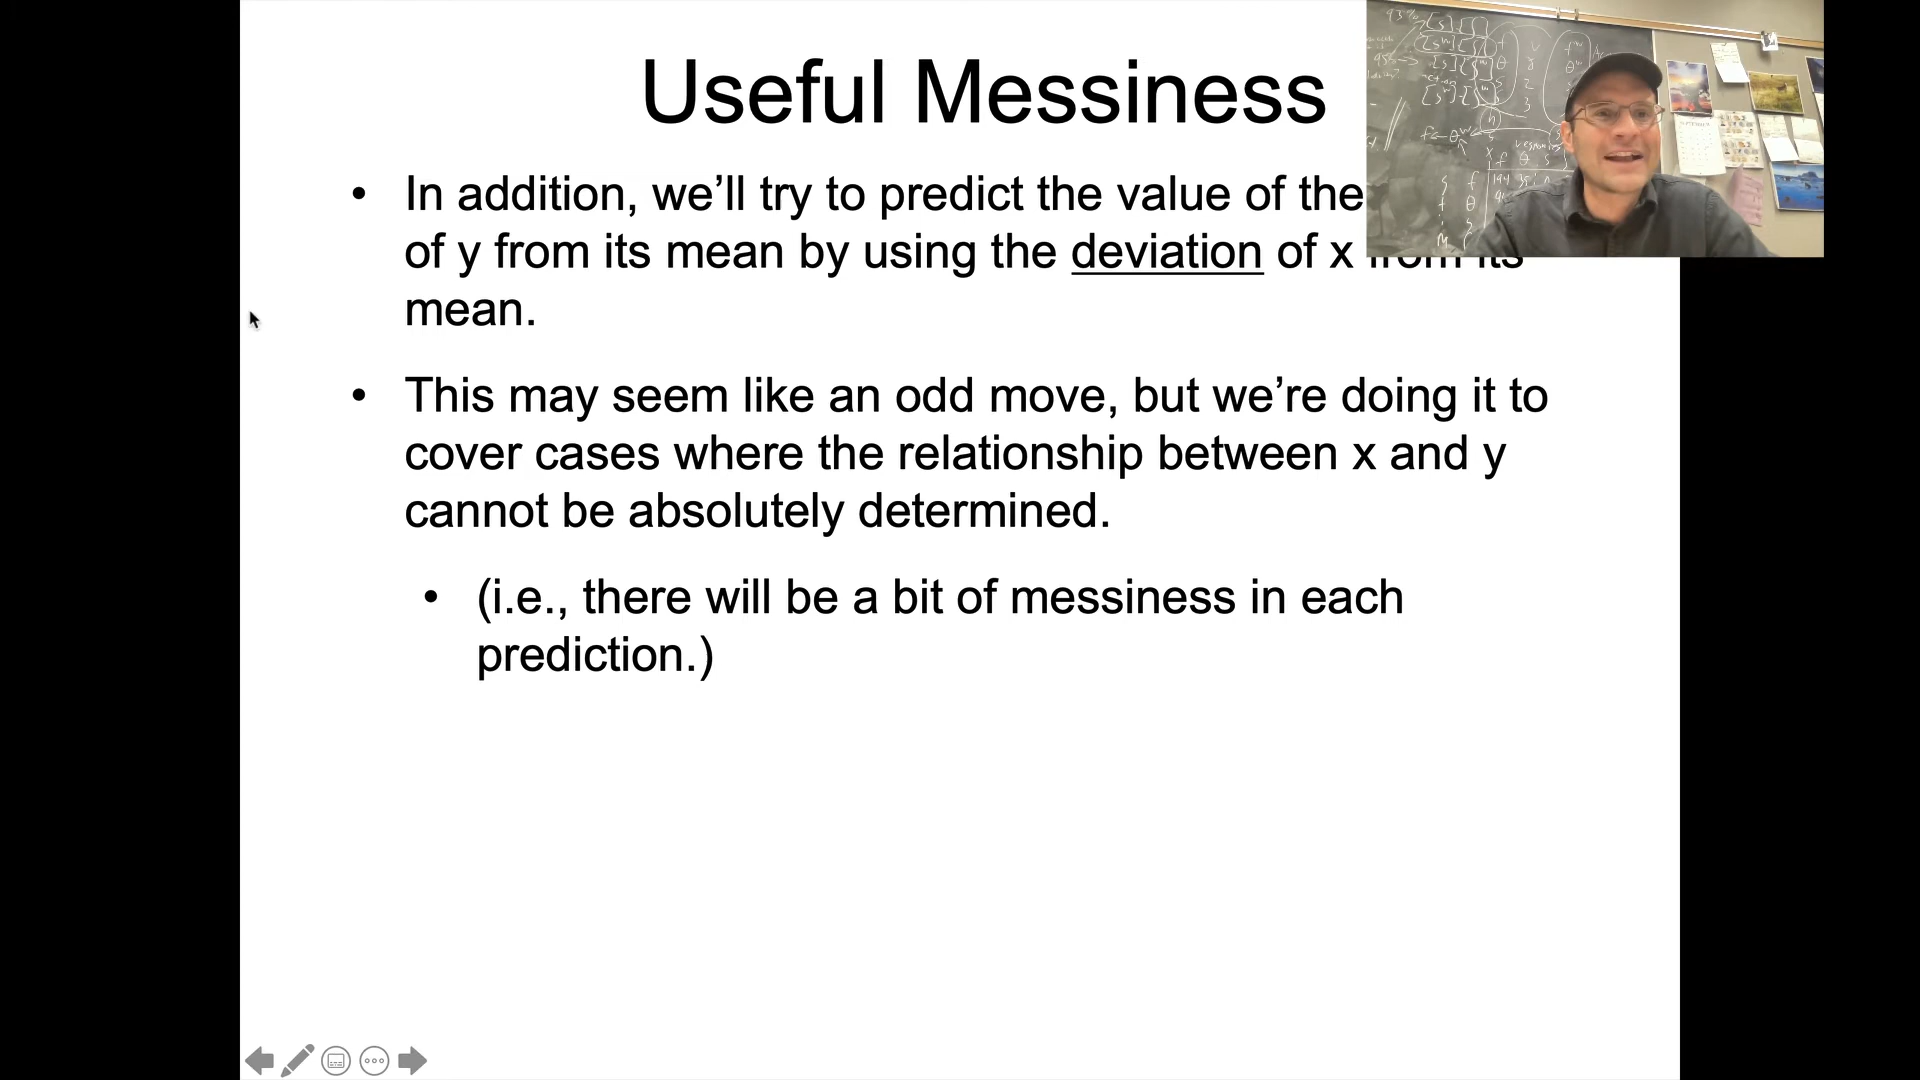 Useful Messiness
• In addition, we’ll try to predict the value of the
of y from its mean by using the deviation of x from its
mean.
• This may seem like an odd move, but we’re doing it to
cover cases where the relationship between x and y
cannot be absolutely determined.
• (i.e., there will be a bit of messiness in each
prediction.)
93%